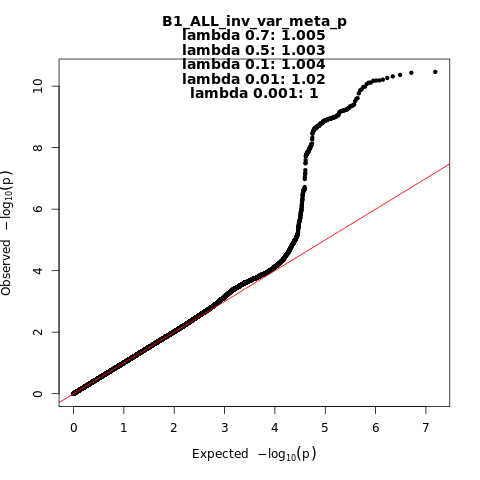 B1_ALL_inv_var_meta_p
lambda 0.7: 1.005
lambda 0.5: 1.003
lambda 0.1: 1.004
lambda 0.01: 1.02
lambda 0.001: 1
10
8
6
4
2
0
Observed −log10(p)
0 1 2 3 4 5 6 7
Expected −log10(p)